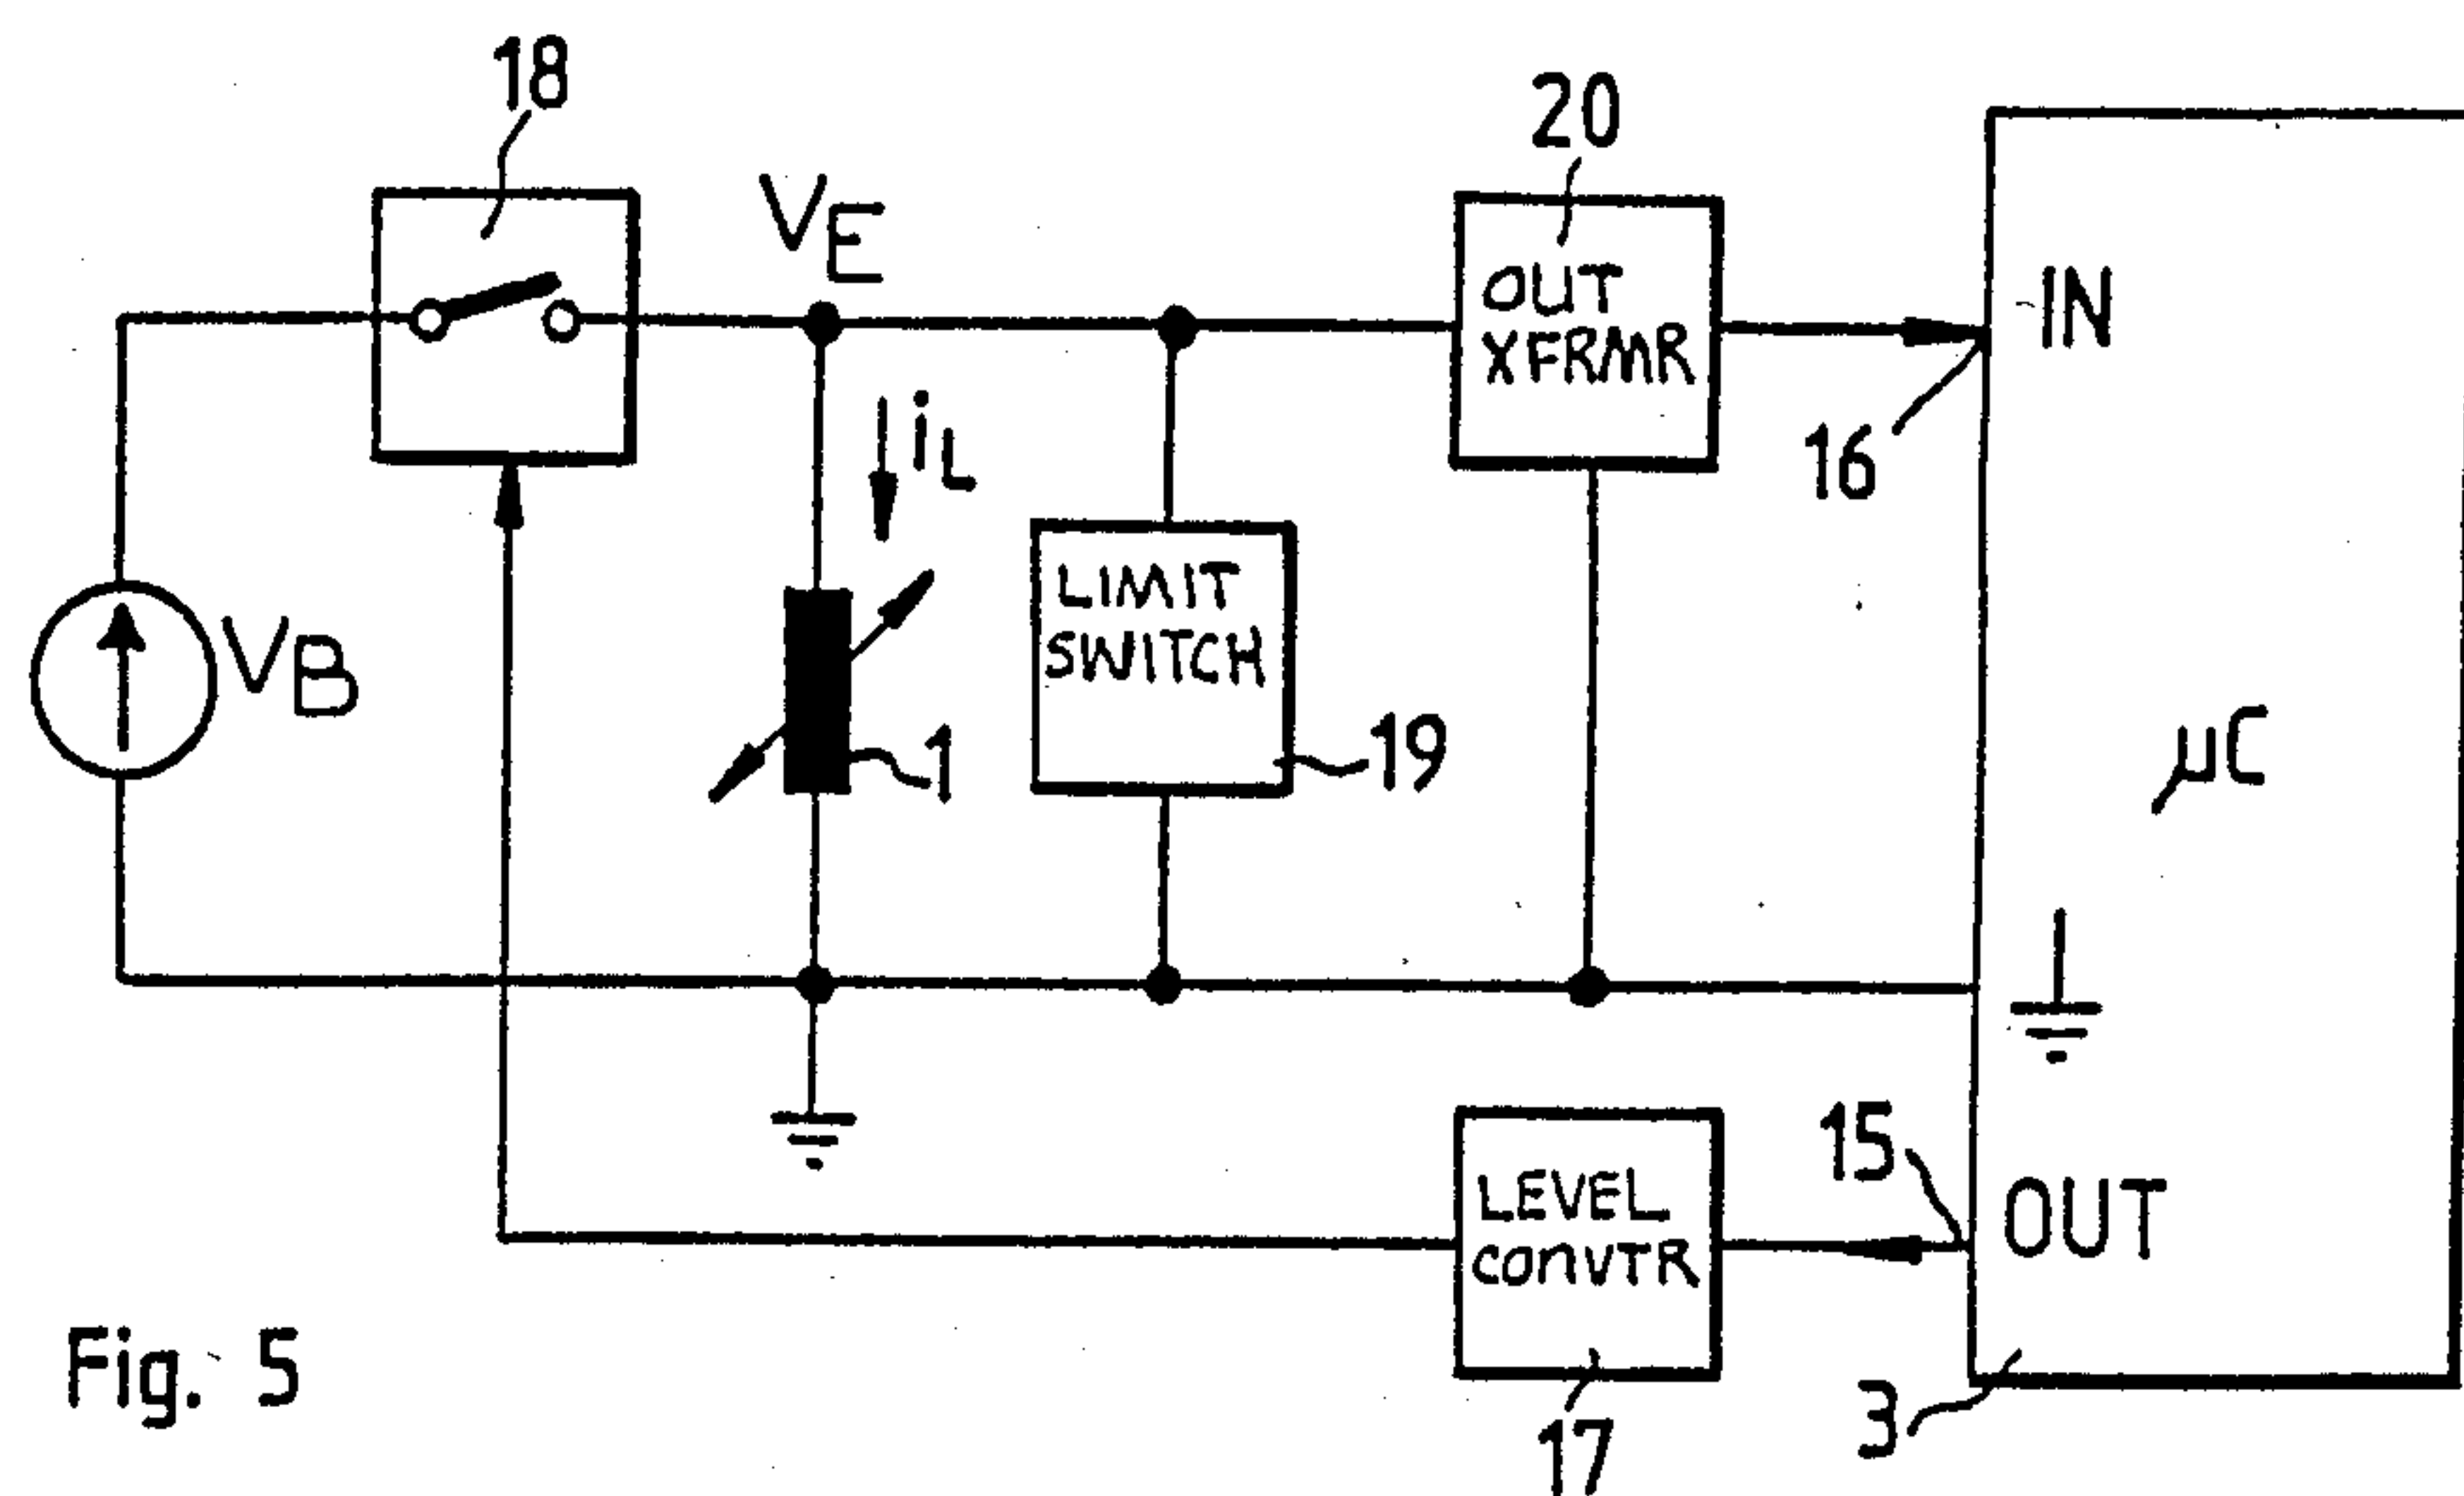 18
20
VE
OUT
XFRMR
IN
16
iL
LIMIT
SWITCH
VB
1
19
µC
15
LEVEL
CONVTR
OUT
Fig. 5
17
3